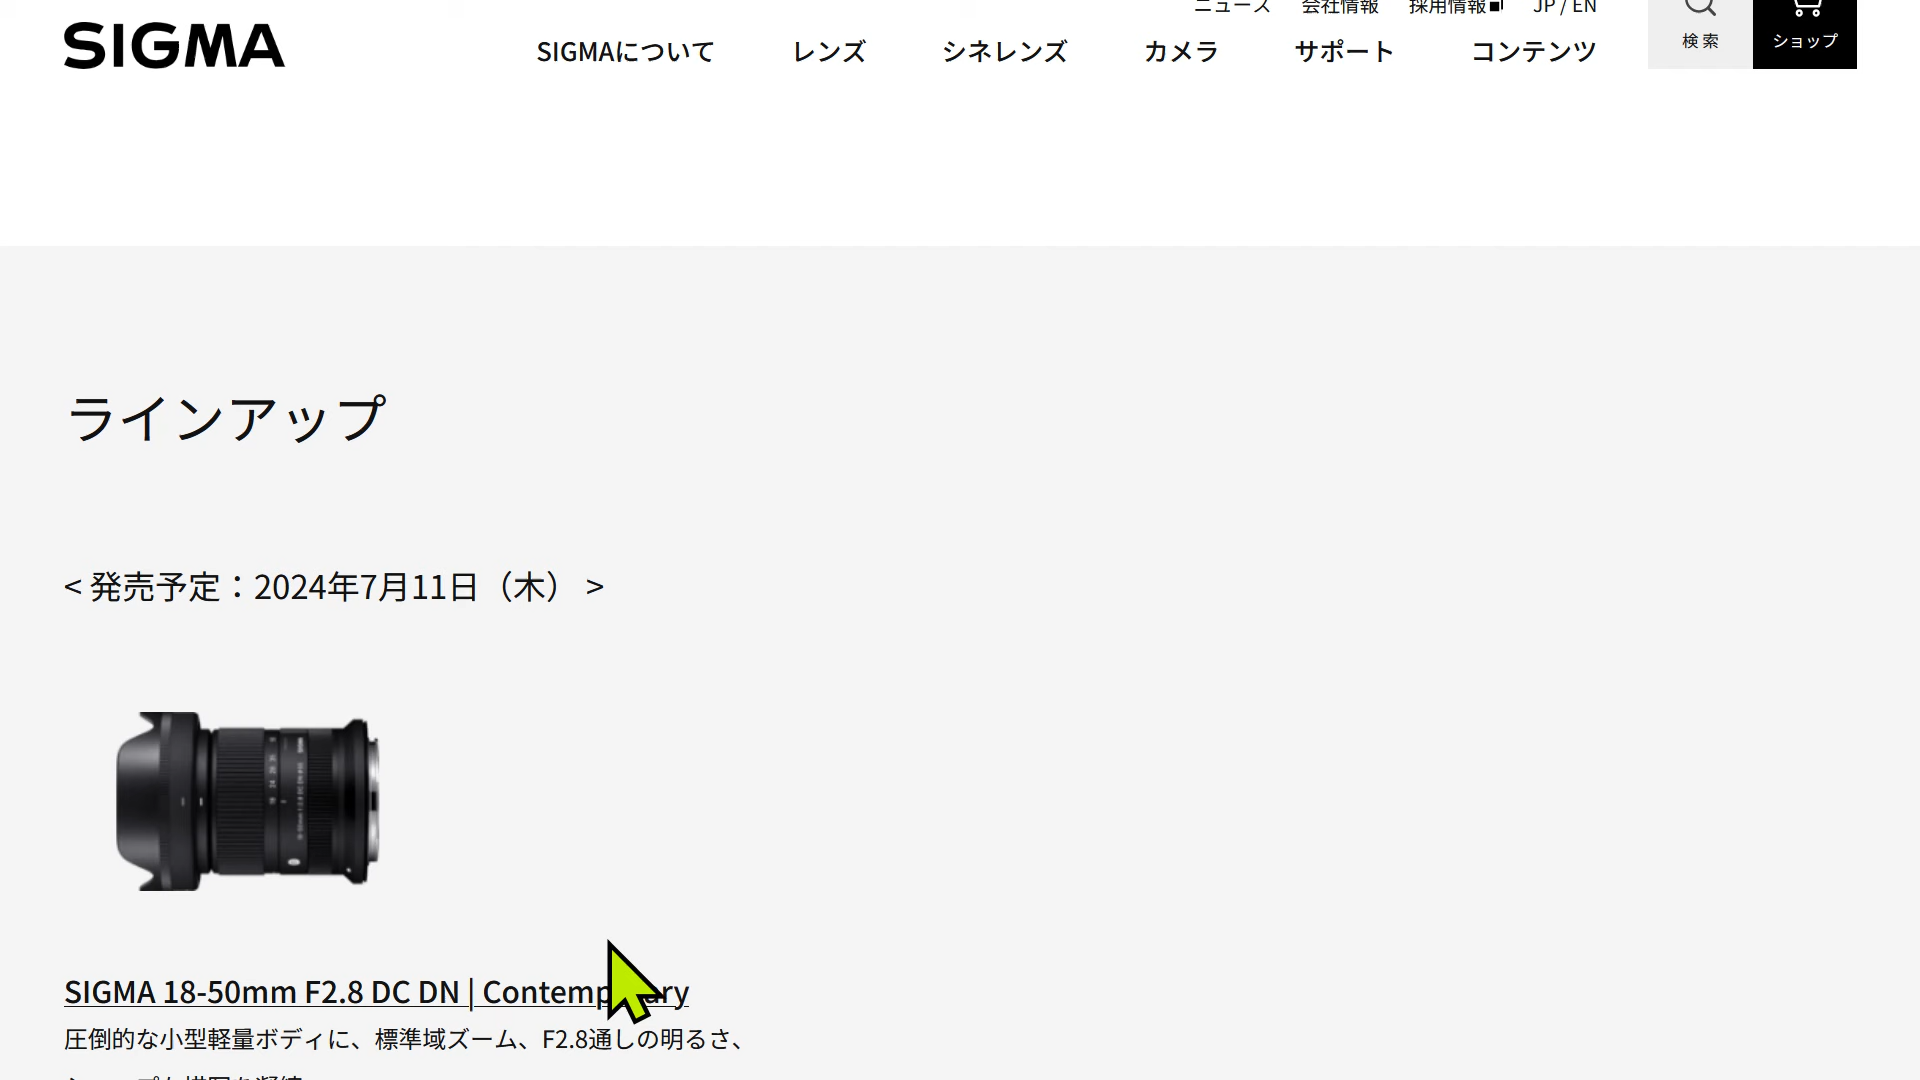 ニュース 会社情報 採用情報 JP / EN
SIGMA SIGMAについて レンズ シネレンズ カメラ サポート コンテンツ 検索 ショップ
ラインアップ
< 発売予定：2024年7月11日（木） >
SIGMA 18-50mm F2.8 DC DN | Contemporary
圧倒的な小型軽量ボディに、標準域ズーム、F2.8通しの明るさ、